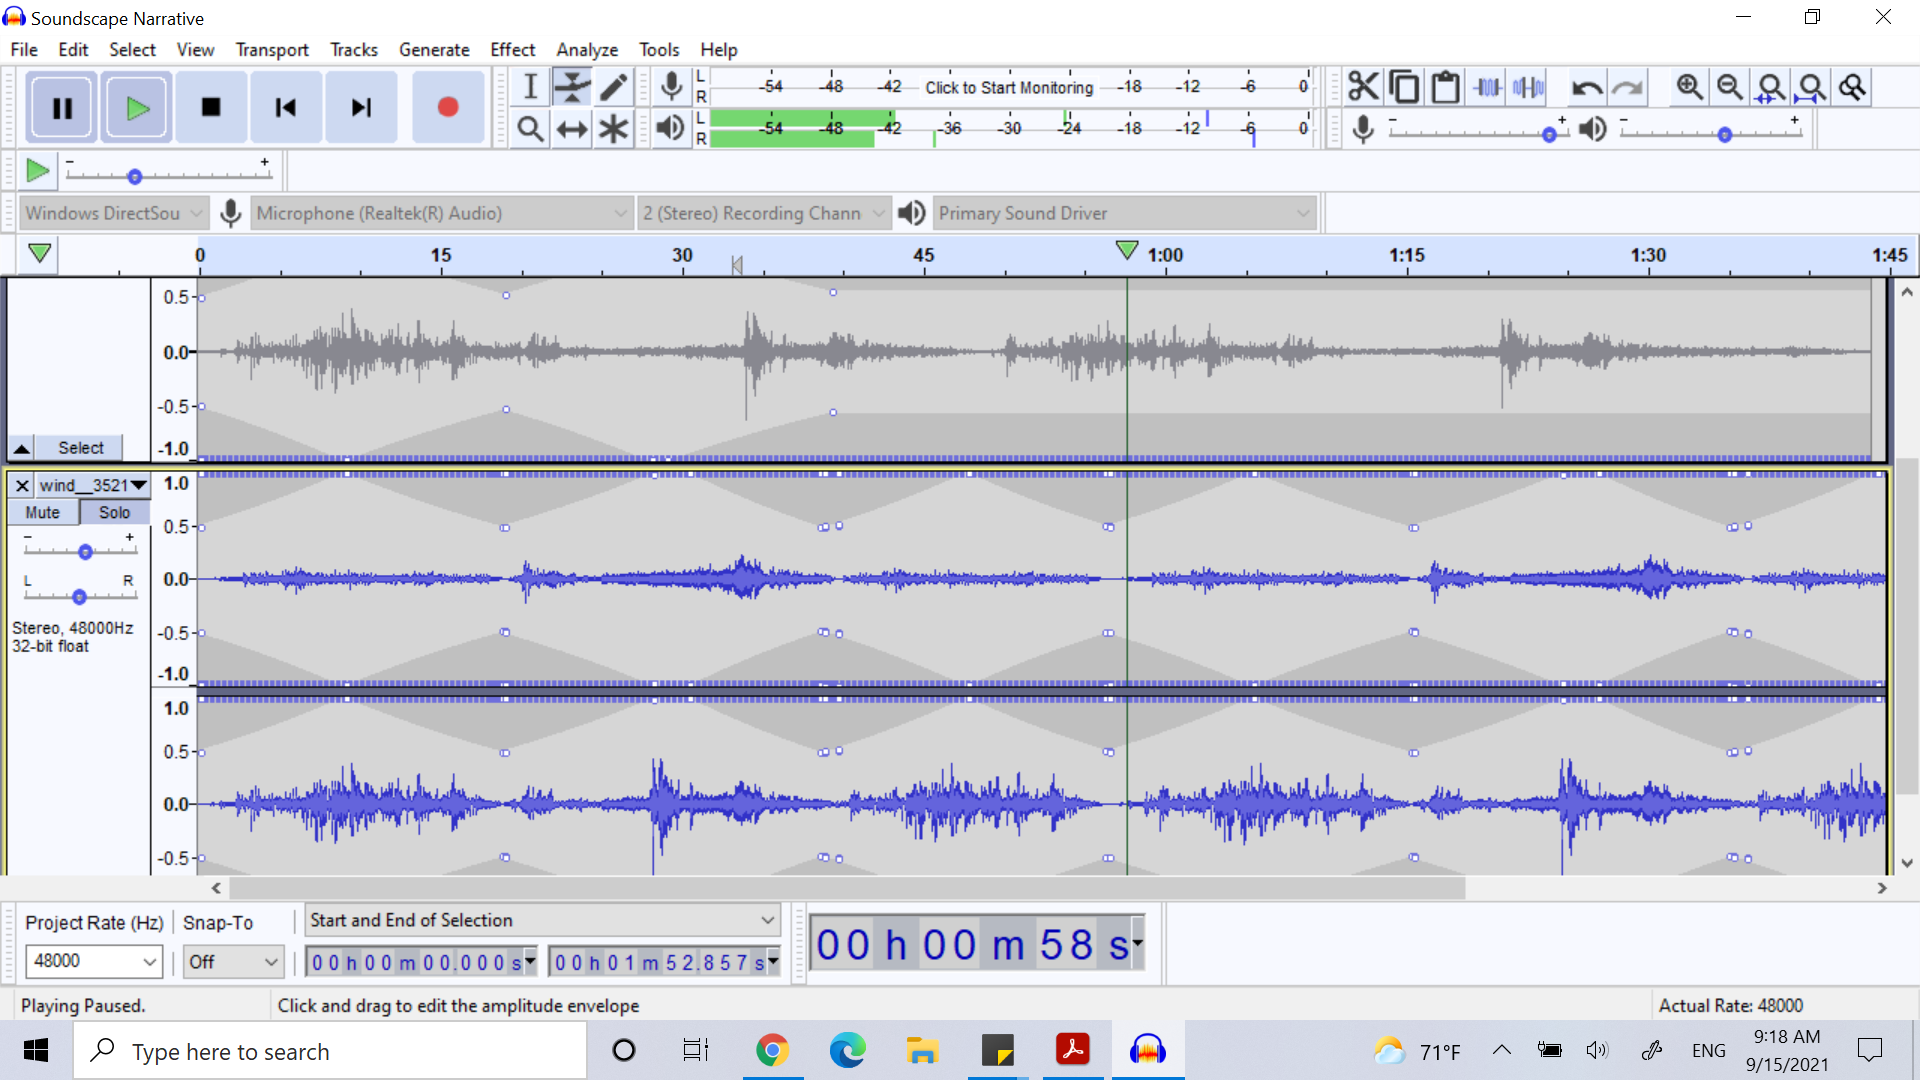 Soundscape Narrative
File Edit Select View Transport Tracks Generate Effect Analyze Tools Help
L
R
-54 -48 -42 Click to Start Monitoring -18 -12 -6 0
L
R
-54 -48 -42 -36 -30 -24 -18 -12 -6 0
- +
- +
- +
Windows DirectSou Microphone (Realtek(R) Audio) 2 (Stereo) Recording Chann Primary Sound Driver
0 15 30 45 1:00 1:15 1:30 1:45
0.5
0.0
-0.5
-1.0
Select
wind__3521
Mute Solo
- +
L R
Stereo, 48000Hz
32-bit float
1.0
0.5
0.0
-0.5
-1.0
1.0
0.5
0.0
-0.5
Project Rate (Hz) Snap-To Start and End of Selection
48000 Off 00 h 00 m 00.000 s 00 h 01 m 52.857 s
00 h 00 m 58 s
Playing Paused. Click and drag to edit the amplitude envelope Actual Rate: 48000
Type here to search
71°F ENG 9:18 AM
9/15/2021